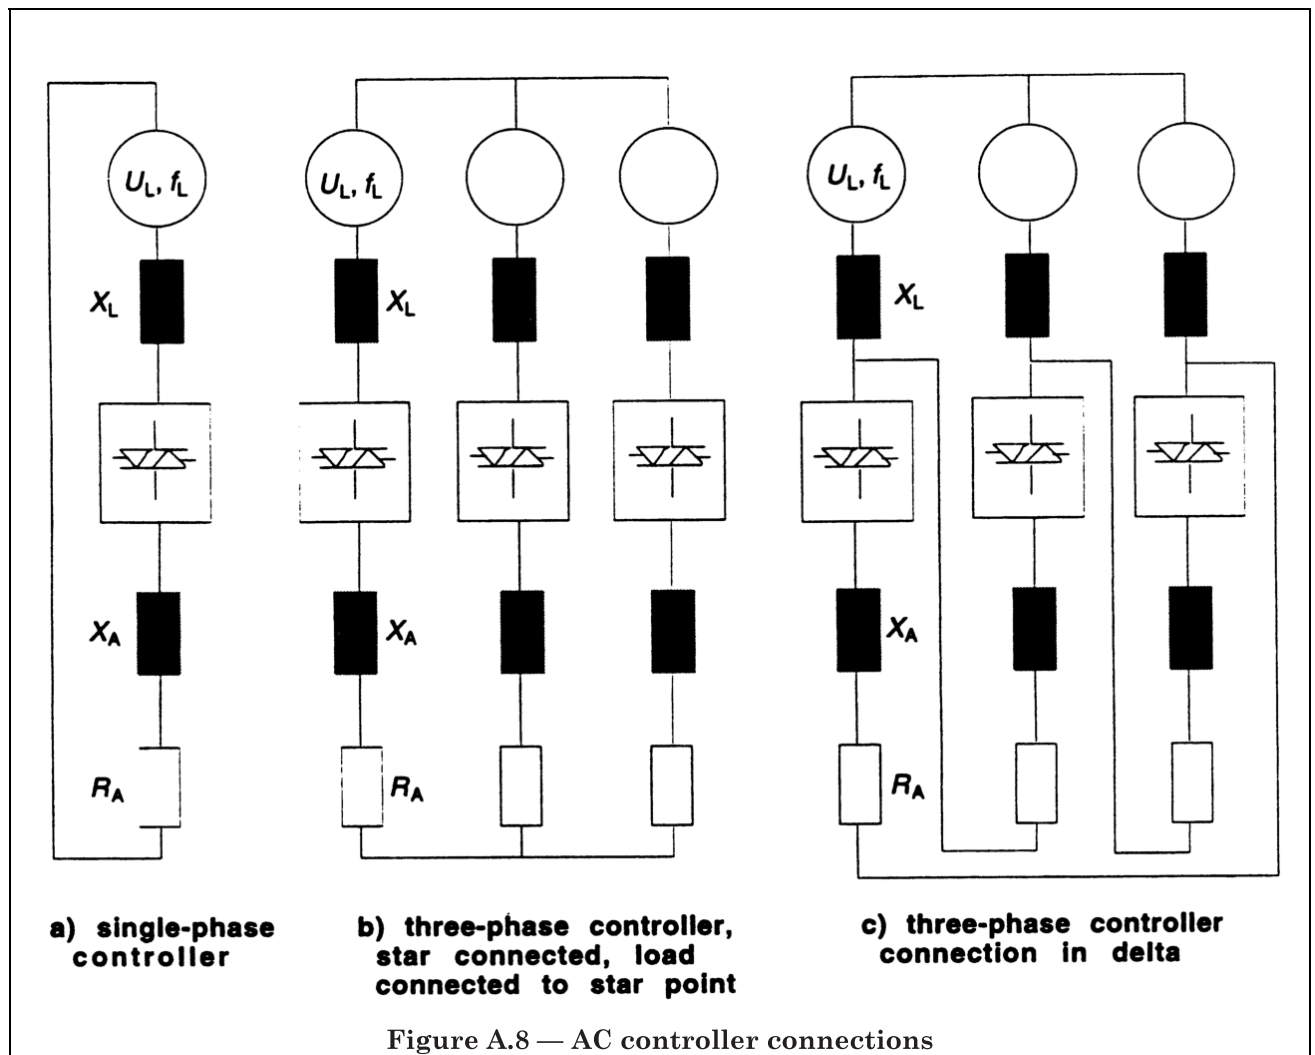 U_L, f_L
U_L, f_L
U_L, f_L
X_L
X_L
X_L
X_A
X_A
X_A
R_A
R_A
R_A
a) single-phase
controller
b) three-phase controller,
star connected, load
connected to star point
c) three-phase controller
connection in delta
Figure A.8 — AC controller connections